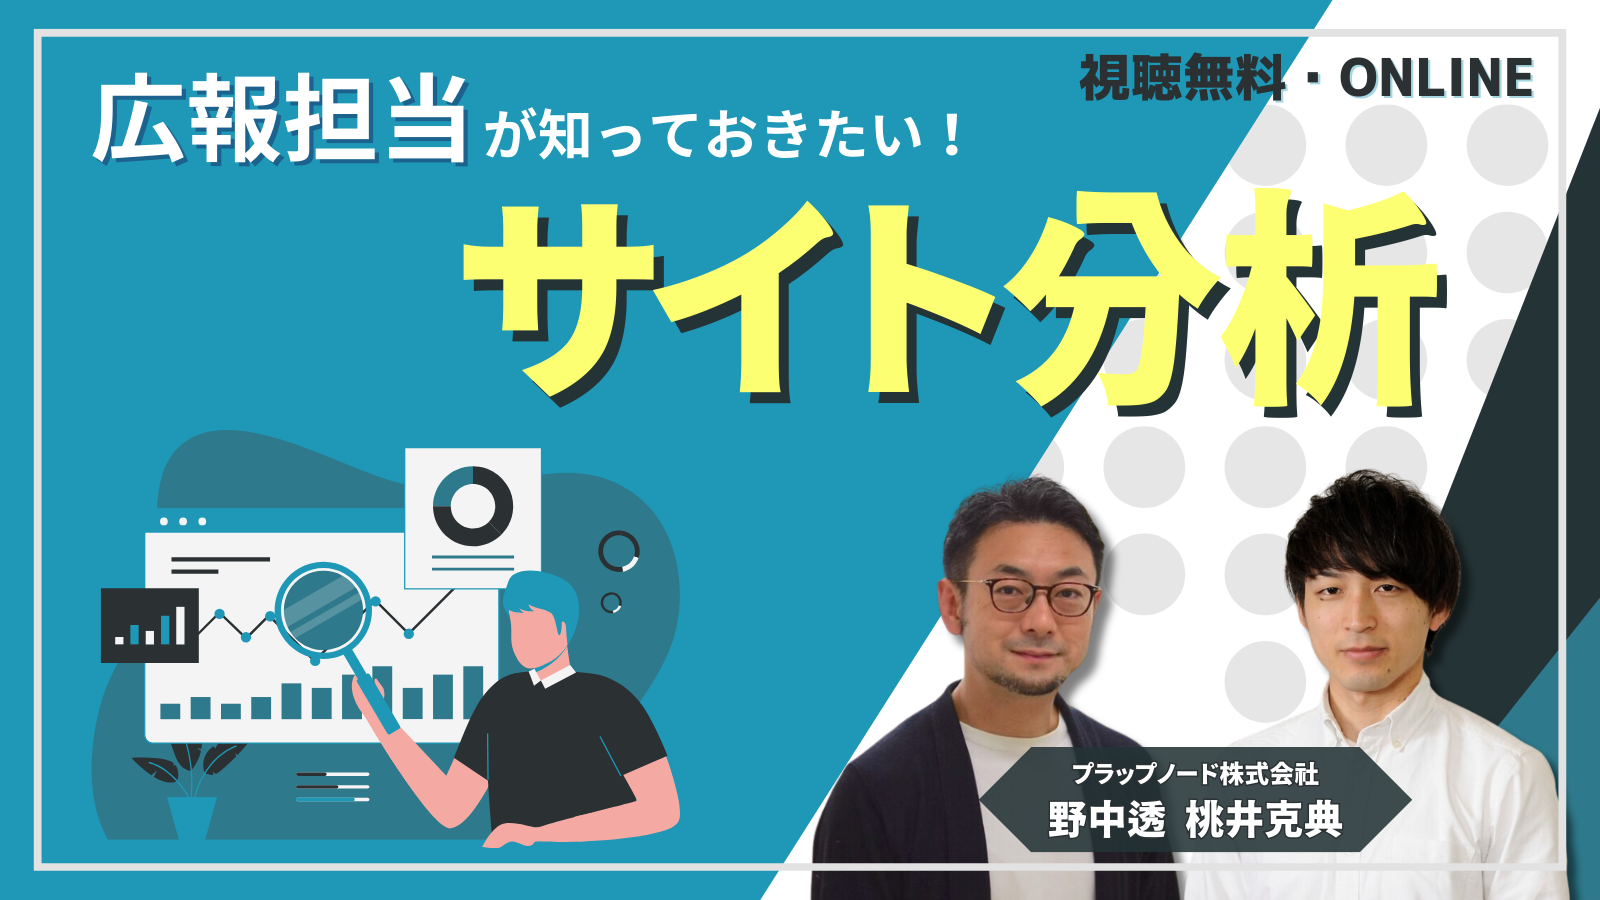 視聴無料・ONLINE
広報担当が知っておきたい！
サイト分析
プラップノード株式会社
野中透 桃井克典